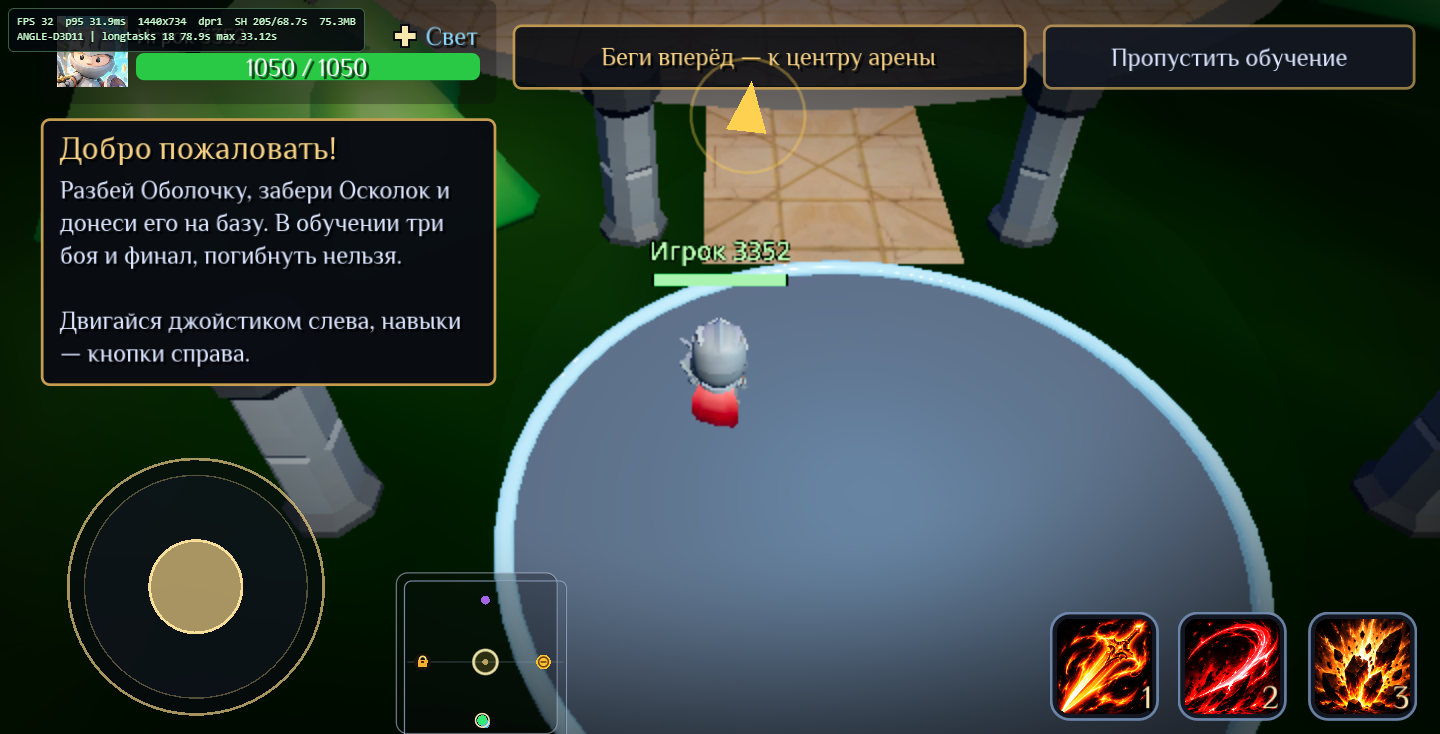 FPS 32 p95 31.9ms 1440x734 dpr1 SH 205/68.7s 75.3MB
ANGLE-D3D11 | longtasks 18 78.9s max 33.12s
Свет
1050 / 1050
Беги вперёд — к центру арены
Пропустить обучение
Добро пожаловать!
Разбей Оболочку, забери Осколок и
донеси его на базу. В обучении три
боя и финал, погибнуть нельзя.
Двигайся джойстиком слева, навыки
— кнопки справа.
Игрок 3352
1
2
3